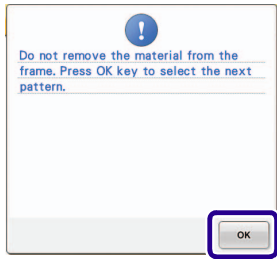 Do not remove the material from the
frame. Press OK key to select the next
pattern.
OK